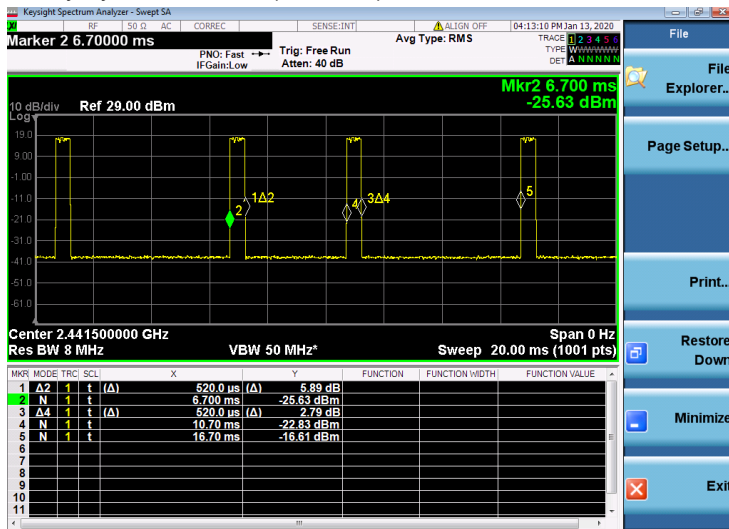 Keysight Spectrum Analyzer - Swept SA
RF 50 Ω AC CORREC SENSE:INT ALIGN OFF 04:13:10 PM Jan 13, 2020
Marker 2 6.70000 ms
PNO: Fast
IFGain:Low
Trig: Free Run
Atten: 40 dB
Avg Type: RMS
TRACE 1 2 3 4 5 6
TYPE WWWWWW
DET A N N N N N
Mkr2 6.700 ms
-25.63 dBm
10 dB/div Ref 29.00 dBm
Log
19.0
9.00
-1.00
-11.0
-21.0
-31.0
-41.0
-51.0
-61.0
2
1Δ2
4
3Δ4
5
Center 2.441500000 GHz Span 0 Hz
Res BW 8 MHz VBW 50 MHz* Sweep 20.00 ms (1001 pts)
MKR MODE TRC SCL X Y FUNCTION FUNCTION WIDTH FUNCTION VALUE
1 Δ2 1 t (Δ) 520.0 µs (Δ) 5.89 dB
2 N 1 t 6.700 ms -25.63 dBm
3 Δ4 1 t (Δ) 520.0 µs (Δ) 2.79 dB
4 N 1 t 10.70 ms -22.83 dBm
5 N 1 t 16.70 ms -16.61 dBm
6
7
8
9
10
11
File
File
Explorer...
Page Setup...
Print...
Restore
Down
Minimize
Exit